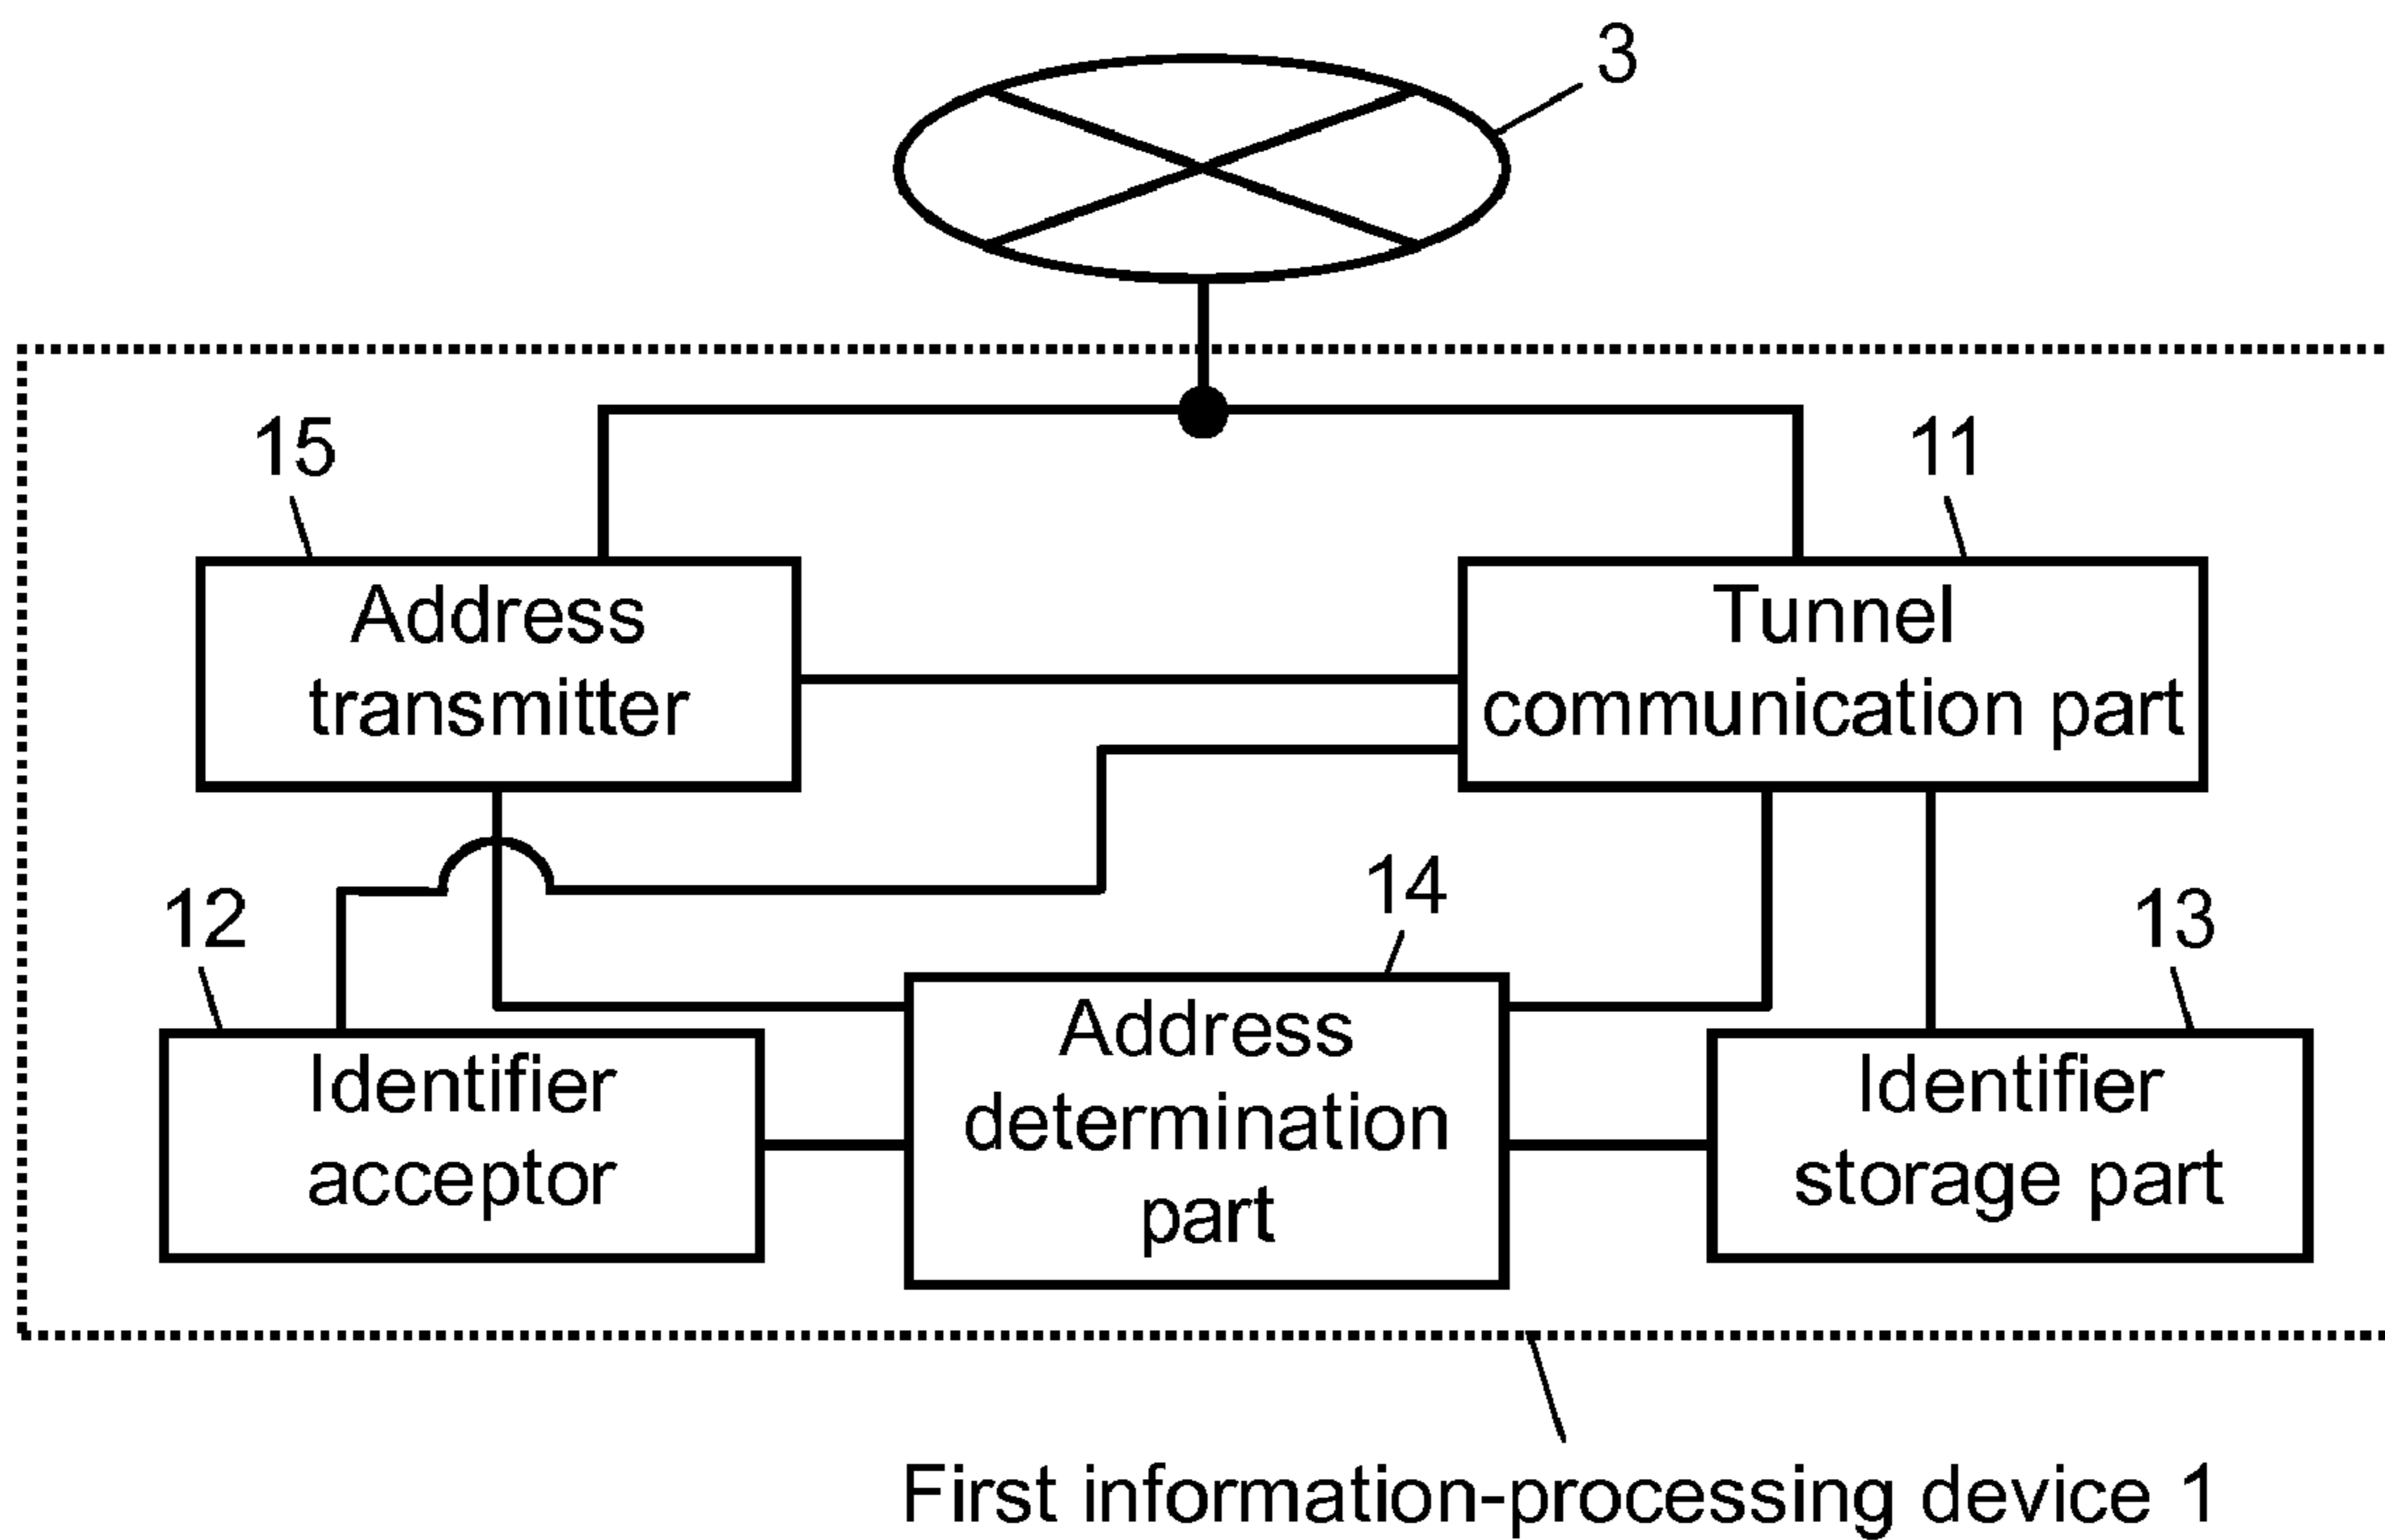 3
15
11
Address
transmitter
Tunnel
communication part
12
14
13
Identifier
acceptor
Address
determination
part
Identifier
storage part
First information-processing device 1